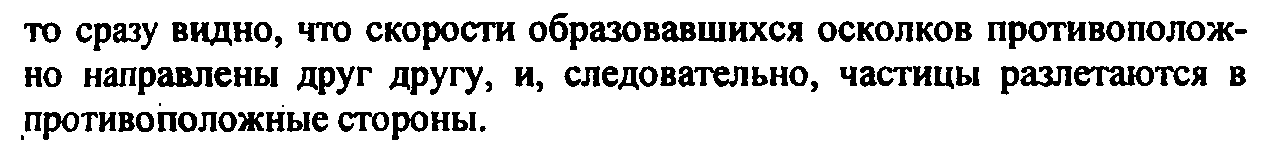 то сразу видно, что скорости образовавшихся осколков противополож-
но направлены друг другу, и, следовательно, частицы разлетаются в
противоположные стороны.